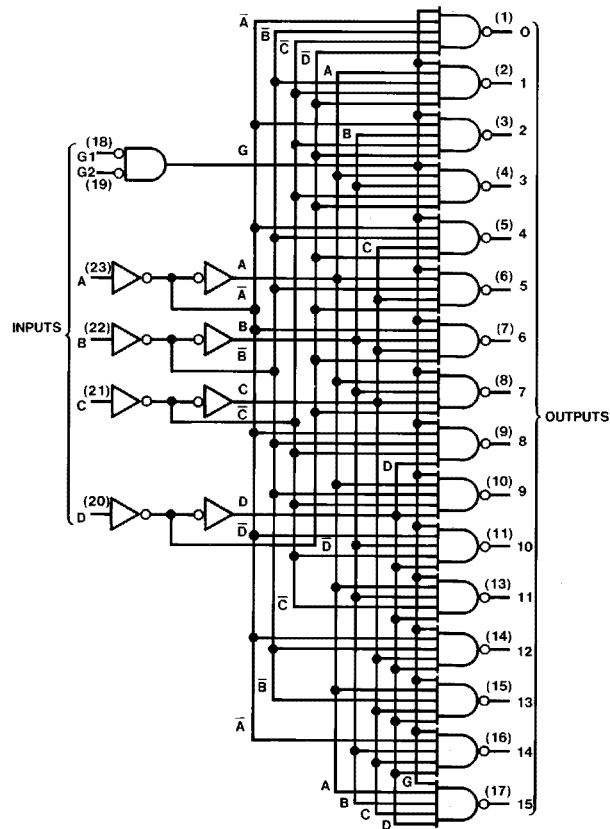 INPUTS
(18)
G1
G2
(19)
(23)
A
(22)
B
(21)
C
(20)
D
G
A
A̅
B
B̅
C
C̅
D
D̅
A̅
B̅
C̅
D̅
A
B
C
D
D̅
C̅
B̅
A̅
G
A
B
C
D
(1)
0
(2)
1
(3)
2
(4)
3
(5)
4
(6)
5
(7)
6
(8)
7
(9)
8
(10)
9
(11)
10
(13)
11
(14)
12
(15)
13
(16)
14
(17)
15
OUTPUTS